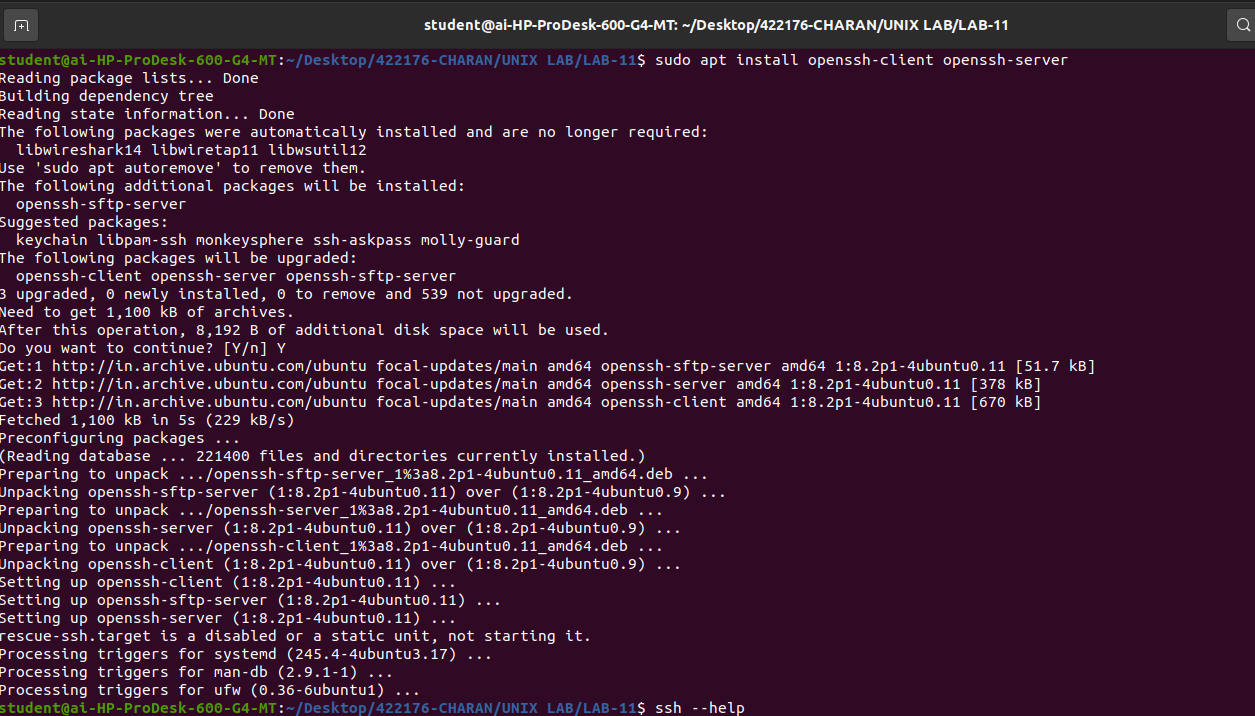 student@ai-HP-ProDesk-600-G4-MT: ~/Desktop/422176-CHARAN/UNIX LAB/LAB-11
student@ai-HP-ProDesk-600-G4-MT:~/Desktop/422176-CHARAN/UNIX LAB/LAB-11$ sudo apt install openssh-client openssh-server
Reading package lists... Done
Building dependency tree
Reading state information... Done
The following packages were automatically installed and are no longer required:
  libwireshark14 libwiretap11 libwsutil12
Use 'sudo apt autoremove' to remove them.
The following additional packages will be installed:
  openssh-sftp-server
Suggested packages:
  keychain libpam-ssh monkeysphere ssh-askpass molly-guard
The following packages will be upgraded:
  openssh-client openssh-server openssh-sftp-server
3 upgraded, 0 newly installed, 0 to remove and 539 not upgraded.
Need to get 1,100 kB of archives.
After this operation, 8,192 B of additional disk space will be used.
Do you want to continue? [Y/n] Y
Get:1 http://in.archive.ubuntu.com/ubuntu focal-updates/main amd64 openssh-sftp-server amd64 1:8.2p1-4ubuntu0.11 [51.7 kB]
Get:2 http://in.archive.ubuntu.com/ubuntu focal-updates/main amd64 openssh-server amd64 1:8.2p1-4ubuntu0.11 [378 kB]
Get:3 http://in.archive.ubuntu.com/ubuntu focal-updates/main amd64 openssh-client amd64 1:8.2p1-4ubuntu0.11 [670 kB]
Fetched 1,100 kB in 5s (229 kB/s)
Preconfiguring packages ...
(Reading database ... 221400 files and directories currently installed.)
Preparing to unpack .../openssh-sftp-server_1%3a8.2p1-4ubuntu0.11_amd64.deb ...
Unpacking openssh-sftp-server (1:8.2p1-4ubuntu0.11) over (1:8.2p1-4ubuntu0.9) ...
Preparing to unpack .../openssh-server_1%3a8.2p1-4ubuntu0.11_amd64.deb ...
Unpacking openssh-server (1:8.2p1-4ubuntu0.11) over (1:8.2p1-4ubuntu0.9) ...
Preparing to unpack .../openssh-client_1%3a8.2p1-4ubuntu0.11_amd64.deb ...
Unpacking openssh-client (1:8.2p1-4ubuntu0.11) over (1:8.2p1-4ubuntu0.9) ...
Setting up openssh-client (1:8.2p1-4ubuntu0.11) ...
Setting up openssh-sftp-server (1:8.2p1-4ubuntu0.11) ...
Setting up openssh-server (1:8.2p1-4ubuntu0.11) ...
rescue-ssh.target is a disabled or a static unit, not starting it.
Processing triggers for systemd (245.4-4ubuntu3.17) ...
Processing triggers for man-db (2.9.1-1) ...
Processing triggers for ufw (0.36-6ubuntu1) ...
student@ai-HP-ProDesk-600-G4-MT:~/Desktop/422176-CHARAN/UNIX LAB/LAB-11$ ssh --help